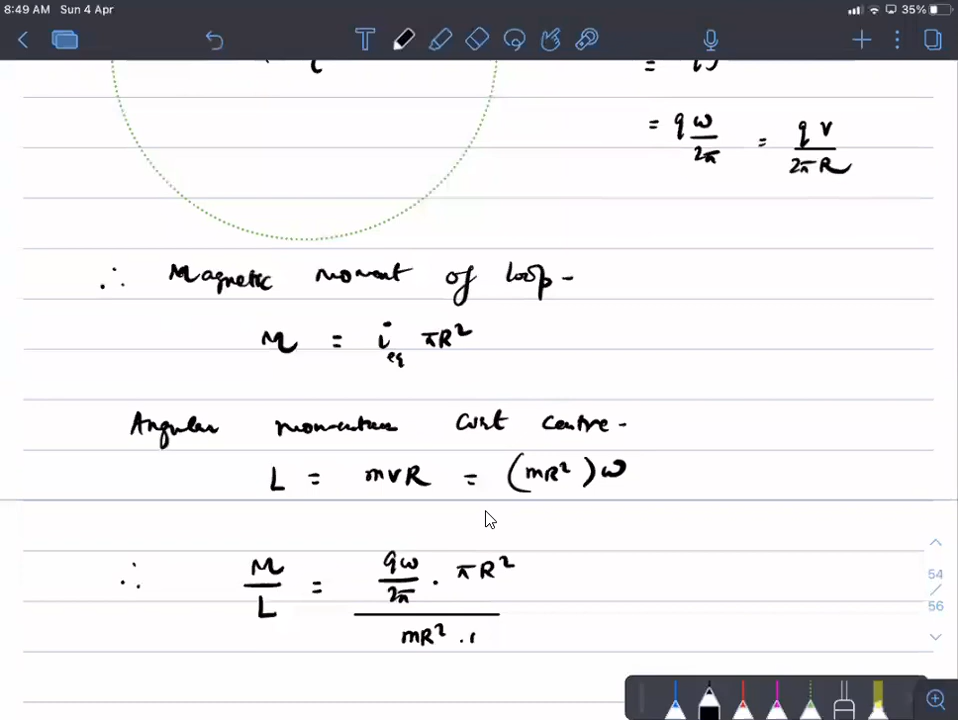 8:49 AM Sun 4 Apr 35%
T
i
= qω/2π = qv/2πR
∴ Magnetic moment of loop -
M = i_eq πR²
Angular momentum wrt centre -
L = mvR = (mR²)ω
∴ M/L = (qω/2π · πR²)/(mR² ·
54
/
56